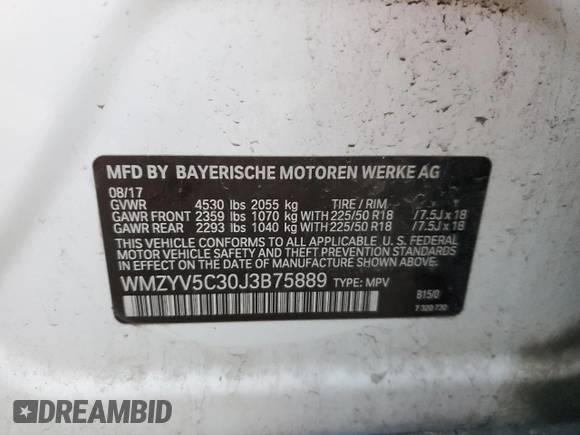 MFD BY BAYERISCHE MOTOREN WERKE AG
08/17
GVWR 4530 lbs 2055 kg TIRE / RIM
GAWR FRONT 2359 lbs 1070 kg WITH 225/50 R18 /7.5J x 18
GAWR REAR 2293 lbs 1040 kg WITH 225/50 R18 /7.5J x 18
THIS VEHICLE CONFORMS TO ALL APPLICABLE U. S. FEDERAL
MOTOR VEHICLE SAFETY AND THEFT PREVENTION STANDARDS
IN EFFECT ON THE DATE OF MANUFACTURE SHOWN ABOVE.
WMZYV5C30J3B75889 TYPE: MPV
B15/0
7 320 730
DREAMBID